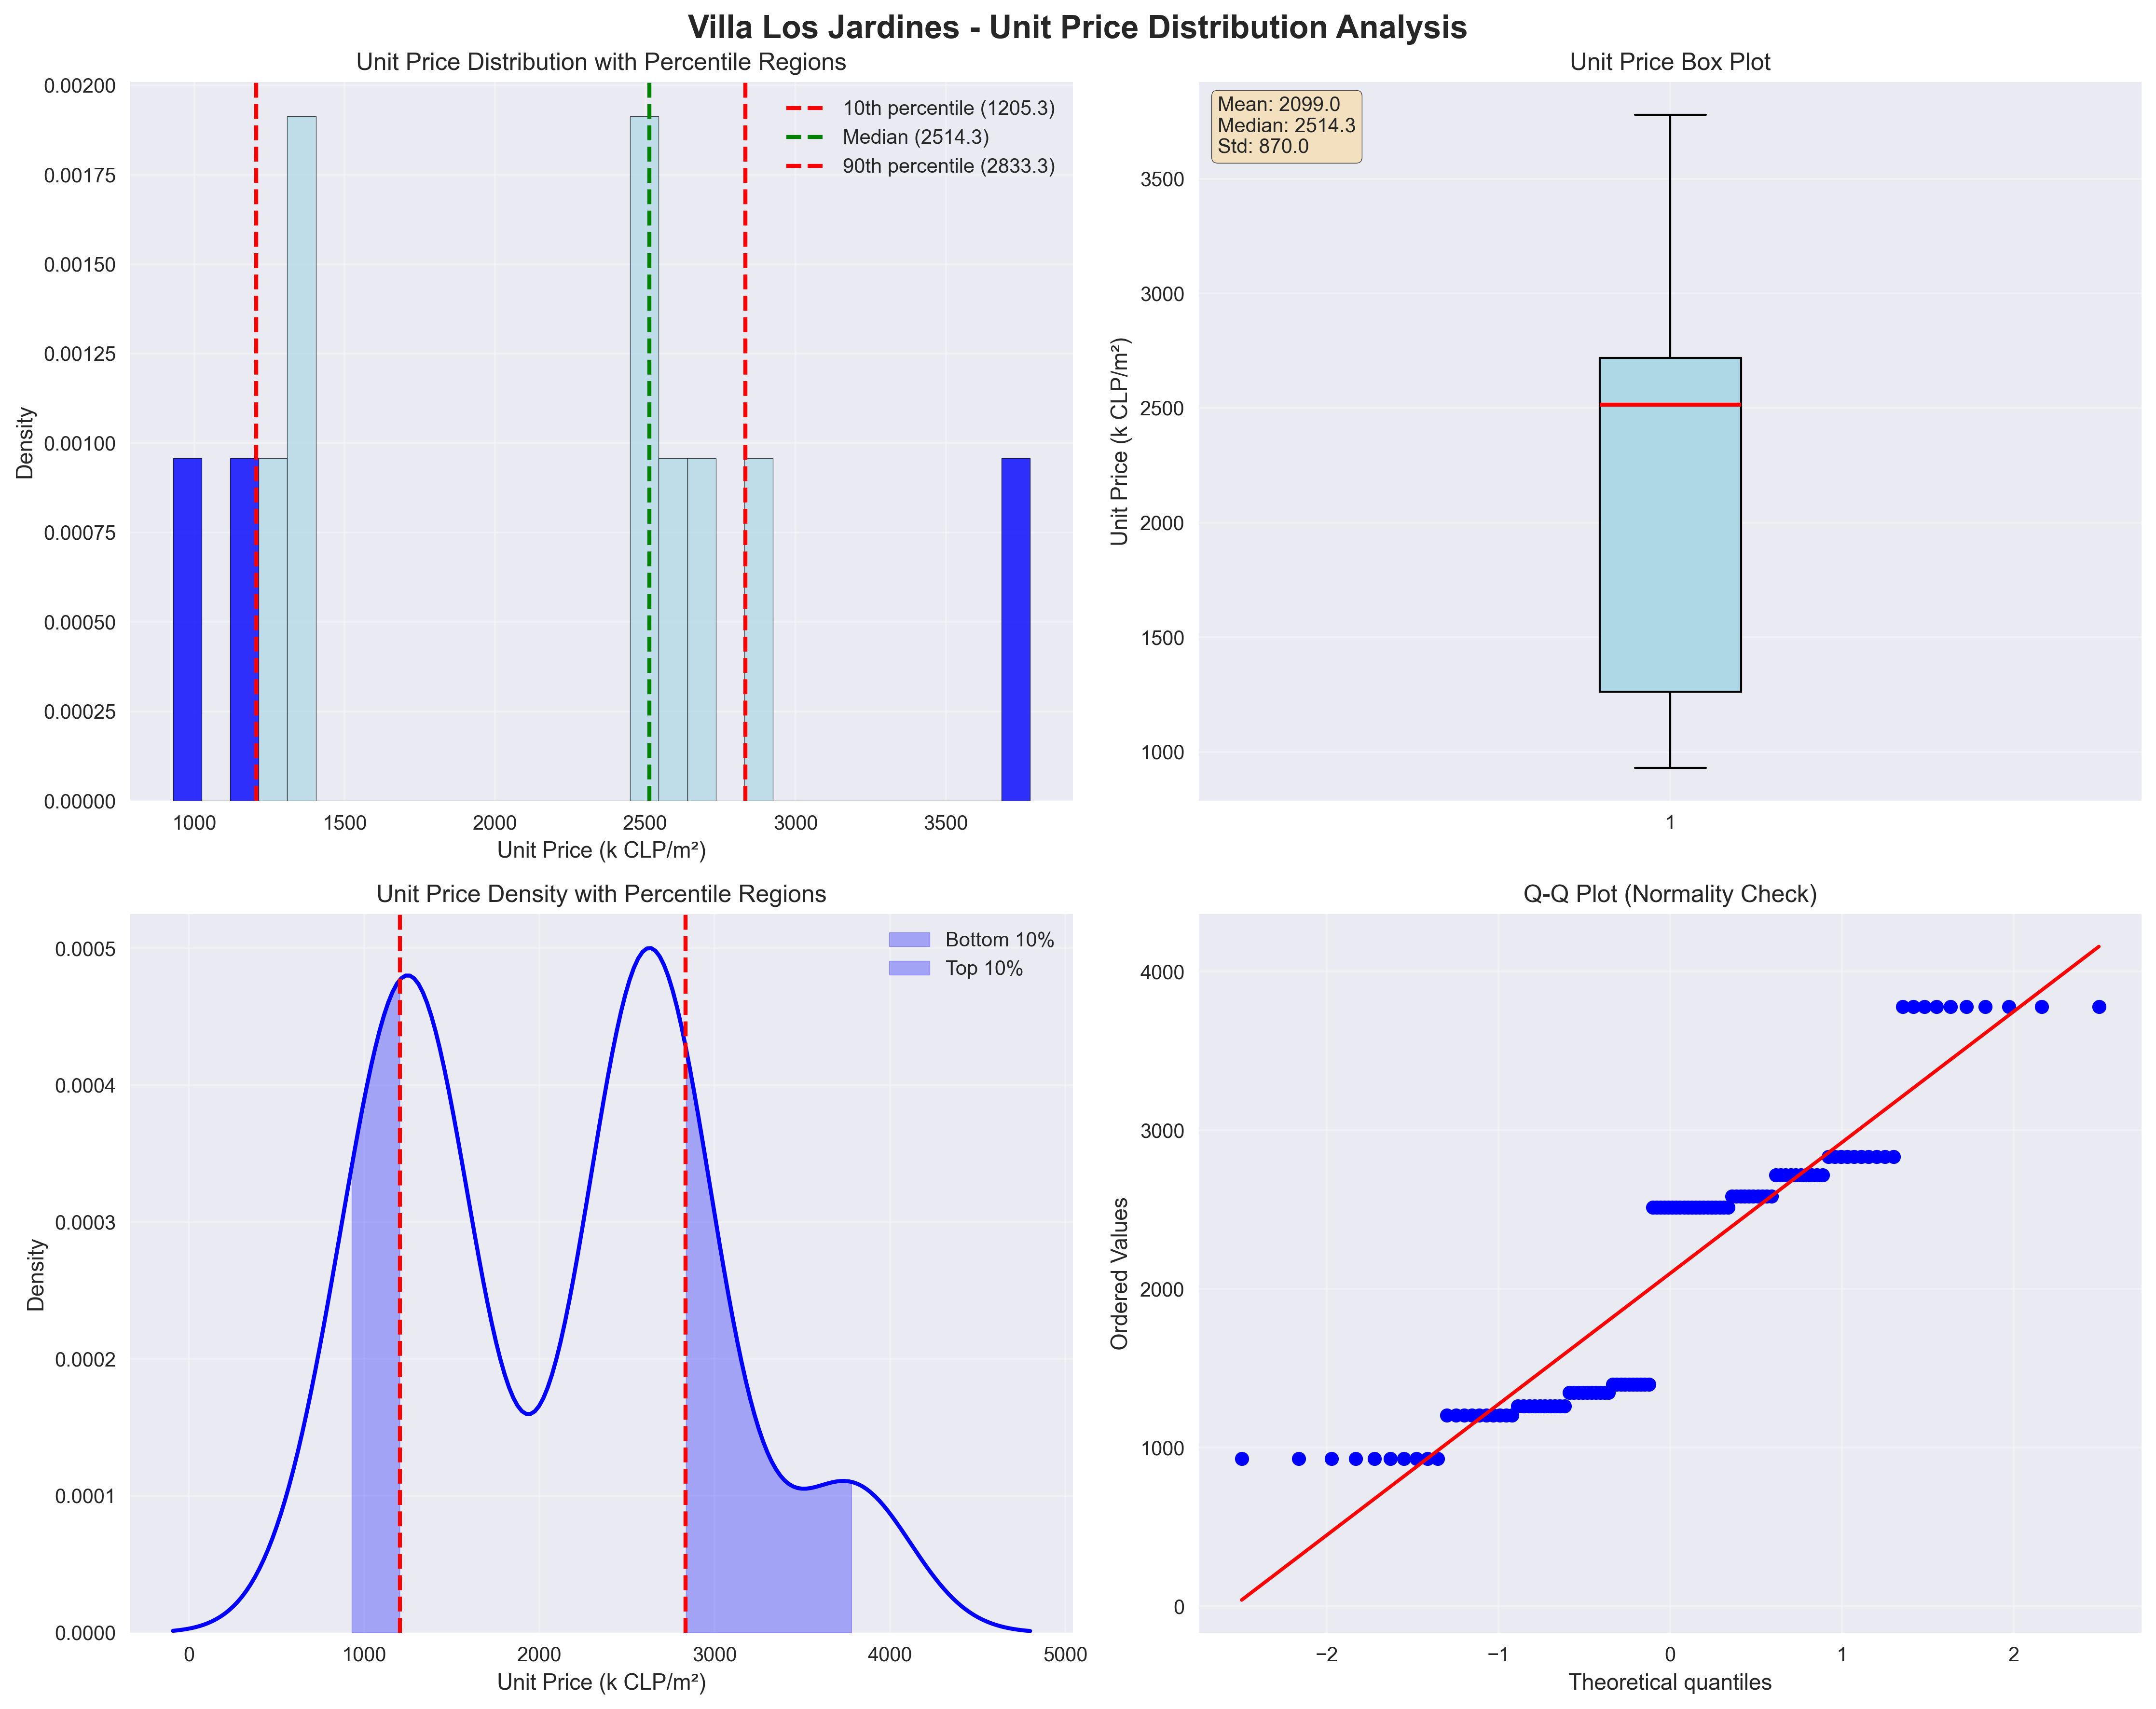 Villa Los Jardines - Unit Price Distribution Analysis
Unit Price Distribution with Percentile Regions
0.00200
0.00175
0.00150
0.00125
0.00100
0.00075
0.00050
0.00025
0.00000
Density
10th percentile (1205.3)
Median (2514.3)
90th percentile (2833.3)
1000 1500 2000 2500 3000 3500
Unit Price (k CLP/m²)
Unit Price Box Plot
Mean: 2099.0
Median: 2514.3
Std: 870.0
3500
3000
2500
2000
1500
1000
Unit Price (k CLP/m²)
1
Unit Price Density with Percentile Regions
0.0005
0.0004
0.0003
0.0002
0.0001
0.0000
Density
Bottom 10%
Top 10%
0 1000 2000 3000 4000 5000
Unit Price (k CLP/m²)
Q-Q Plot (Normality Check)
4000
3000
2000
1000
0
Ordered Values
−2 −1 0 1 2
Theoretical quantiles